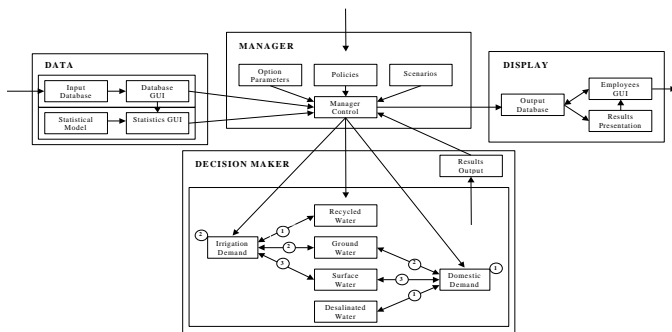 MANAGER
DATA
DISPLAY
Option
Parameters
Policies
Scenarios
Input
Database
Database
GUI
Manager
Control
Output
Database
Employees
GUI
Statistical
Model
Statistics GUI
Results
Presentation
DECISION MAKER
Results
Output
Recycled
Water
1
2
Irrigation
Demand
2
Ground
Water
2
3
Surface
Water
3
Domestic
Demand
1
Desalinated
Water
1